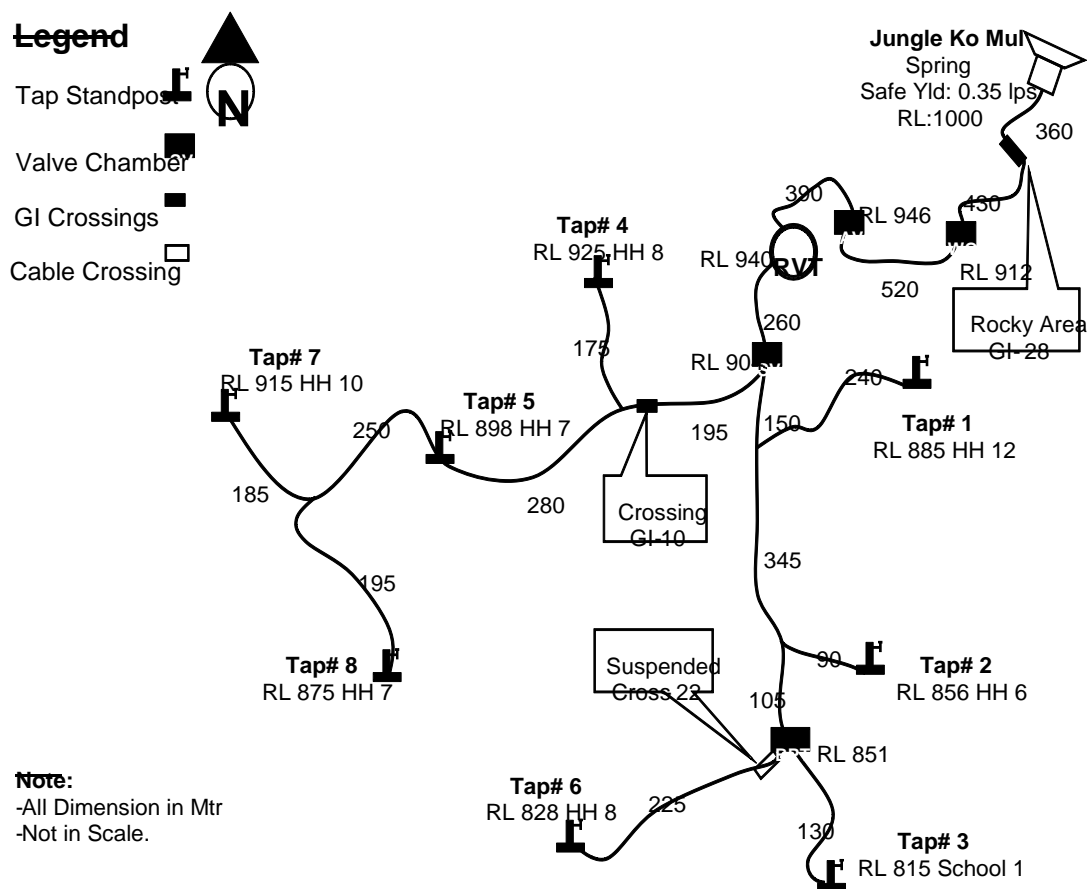 Legend
N
Tap Standpost
Valve Chamber
GI Crossings
Cable Crossing
Jungle Ko Mul
Spring
Safe Yld: 0.35 lps
RL:1000
360
390
RL 946
430
RL 940
RVT
RL 912
520
Rocky Area
GI- 28
Tap# 4
RL 925 HH 8
260
175
RL 90
240
Tap# 7
RL 915 HH 10
Tap# 5
RL 898 HH 7
250
195
150
Tap# 1
RL 885 HH 12
185
280
Crossing
GI-10
345
195
Tap# 8
RL 875 HH 7
Suspended
Cross 22
90
Tap# 2
RL 856 HH 6
105
RL 851
Note:
-All Dimension in Mtr
-Not in Scale.
Tap# 6
RL 828 HH 8
225
130
Tap# 3
RL 815 School 1